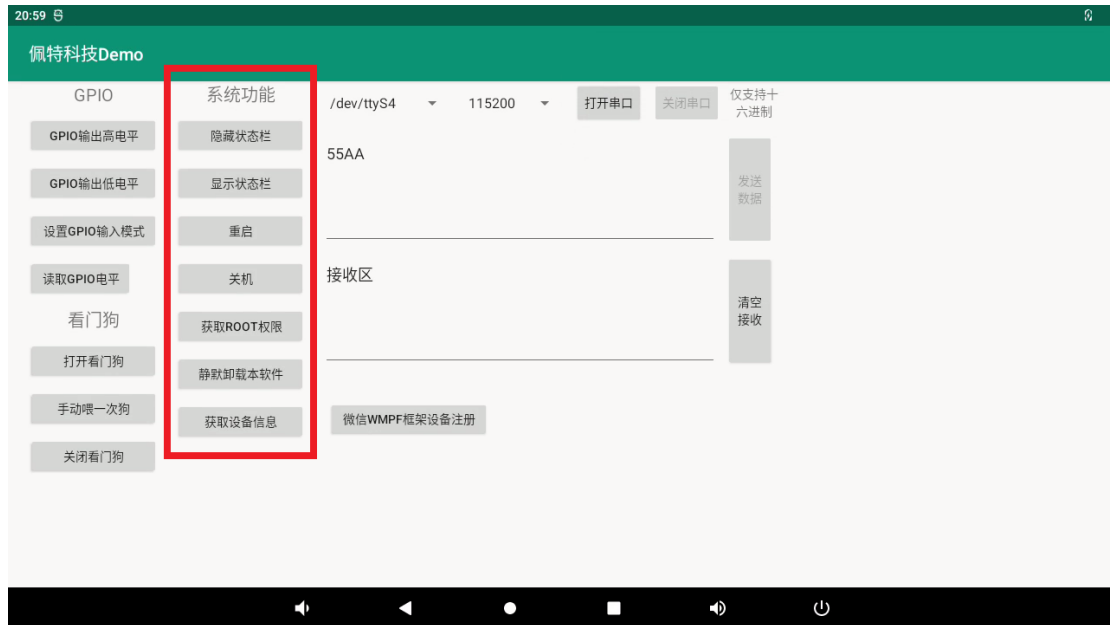 20:59
佩特科技Demo
GPIO
GPIO输出高电平
GPIO输出低电平
设置GPIO输入模式
读取GPIO电平
看门狗
打开看门狗
手动喂一次狗
关闭看门狗
系统功能
隐藏状态栏
显示状态栏
重启
关机
获取ROOT权限
静默卸载本软件
获取设备信息
/dev/ttyS4
115200
打开串口
关闭串口
仅支持十
六进制
55AA
发送
数据
接收区
清空
接收
微信WMPF框架设备注册